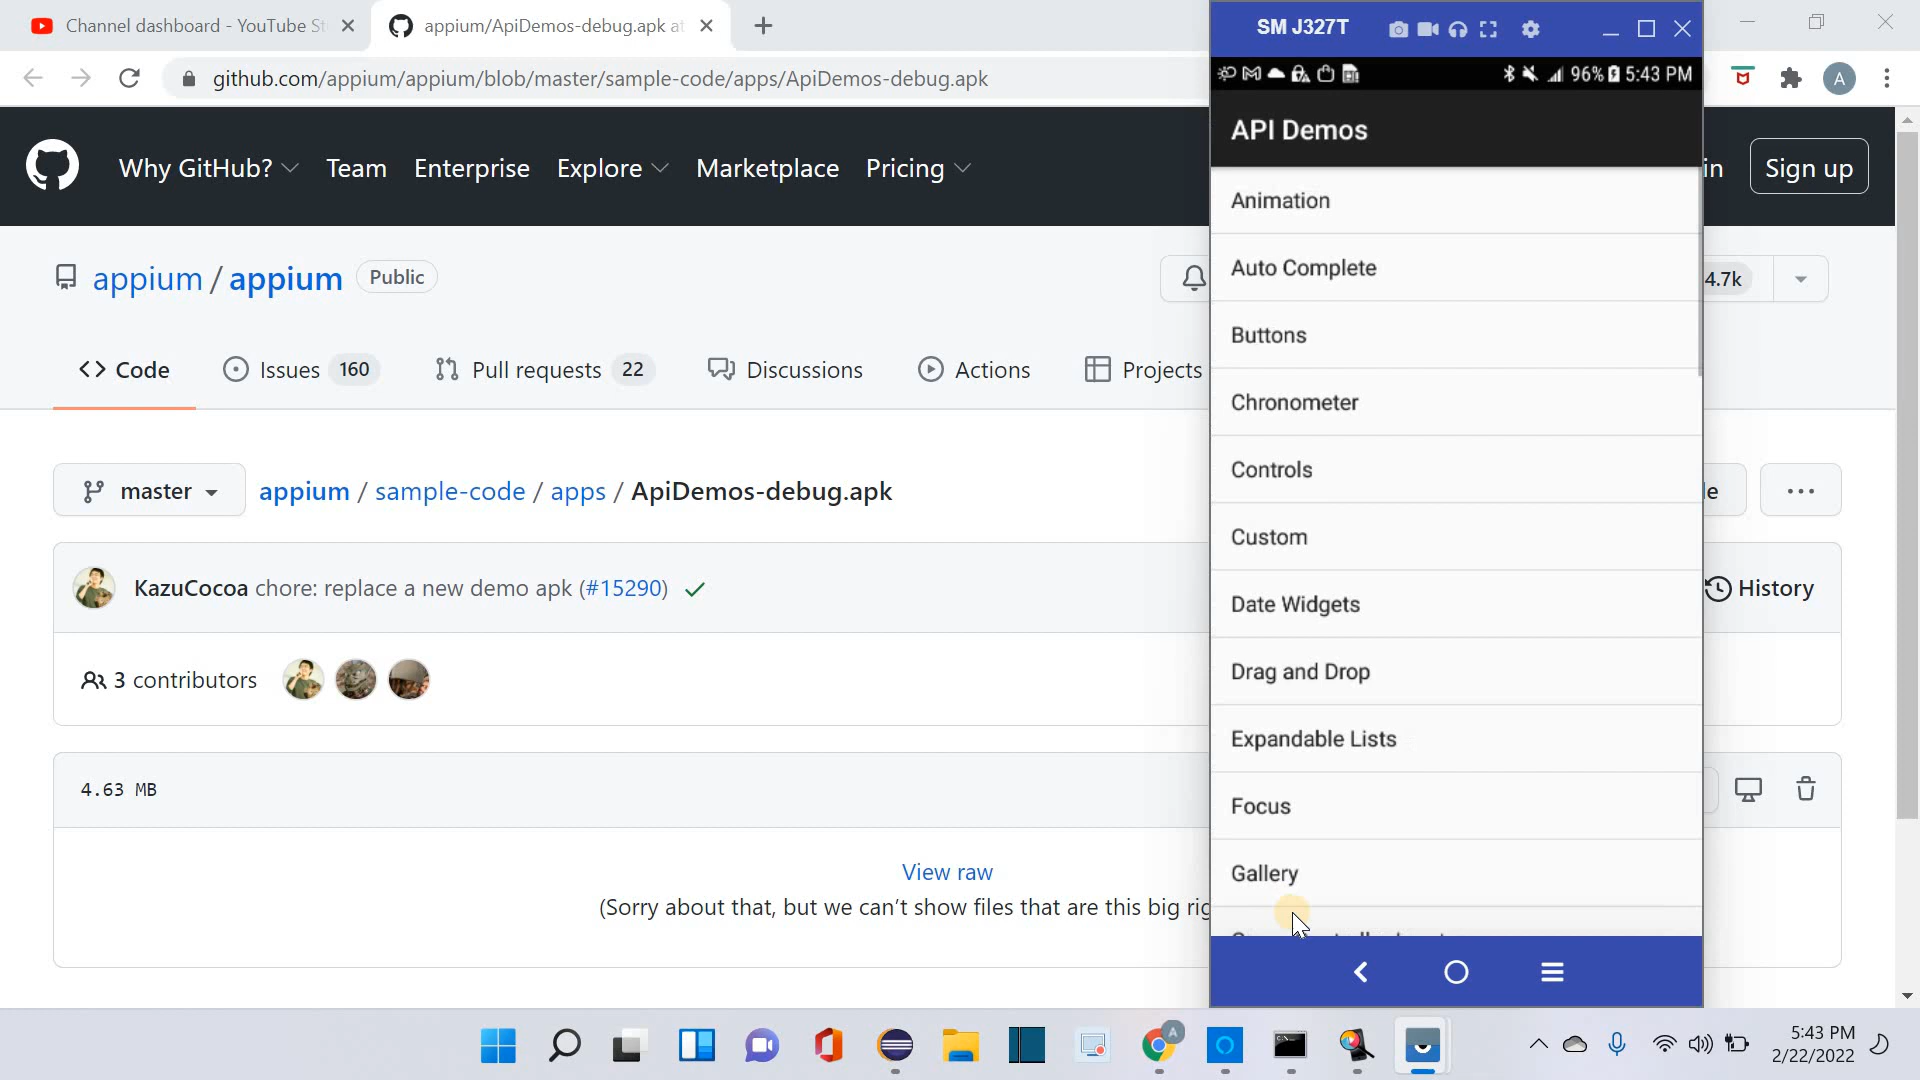 Channel dashboard - YouTube St
appium/ApiDemos-debug.apk at
SM J327T
github.com/appium/appium/blob/master/sample-code/apps/ApiDemos-debug.apk
96% 5:43 PM
A
API Demos
Why GitHub? Team Enterprise Explore Marketplace Pricing
in
Sign up
Animation
appium / appium Public
4.7k
Auto Complete
Buttons
Code Issues 160 Pull requests 22 Discussions Actions Projects
Chronometer
Controls
master appium / sample-code / apps / ApiDemos-debug.apk
le
Custom
KazuCocoa chore: replace a new demo apk (#15290)
History
Date Widgets
3 contributors
Drag and Drop
Expandable Lists
4.63 MB
Focus
View raw
Gallery
(Sorry about that, but we can't show files that are this big rig
A
5:43 PM
2/22/2022